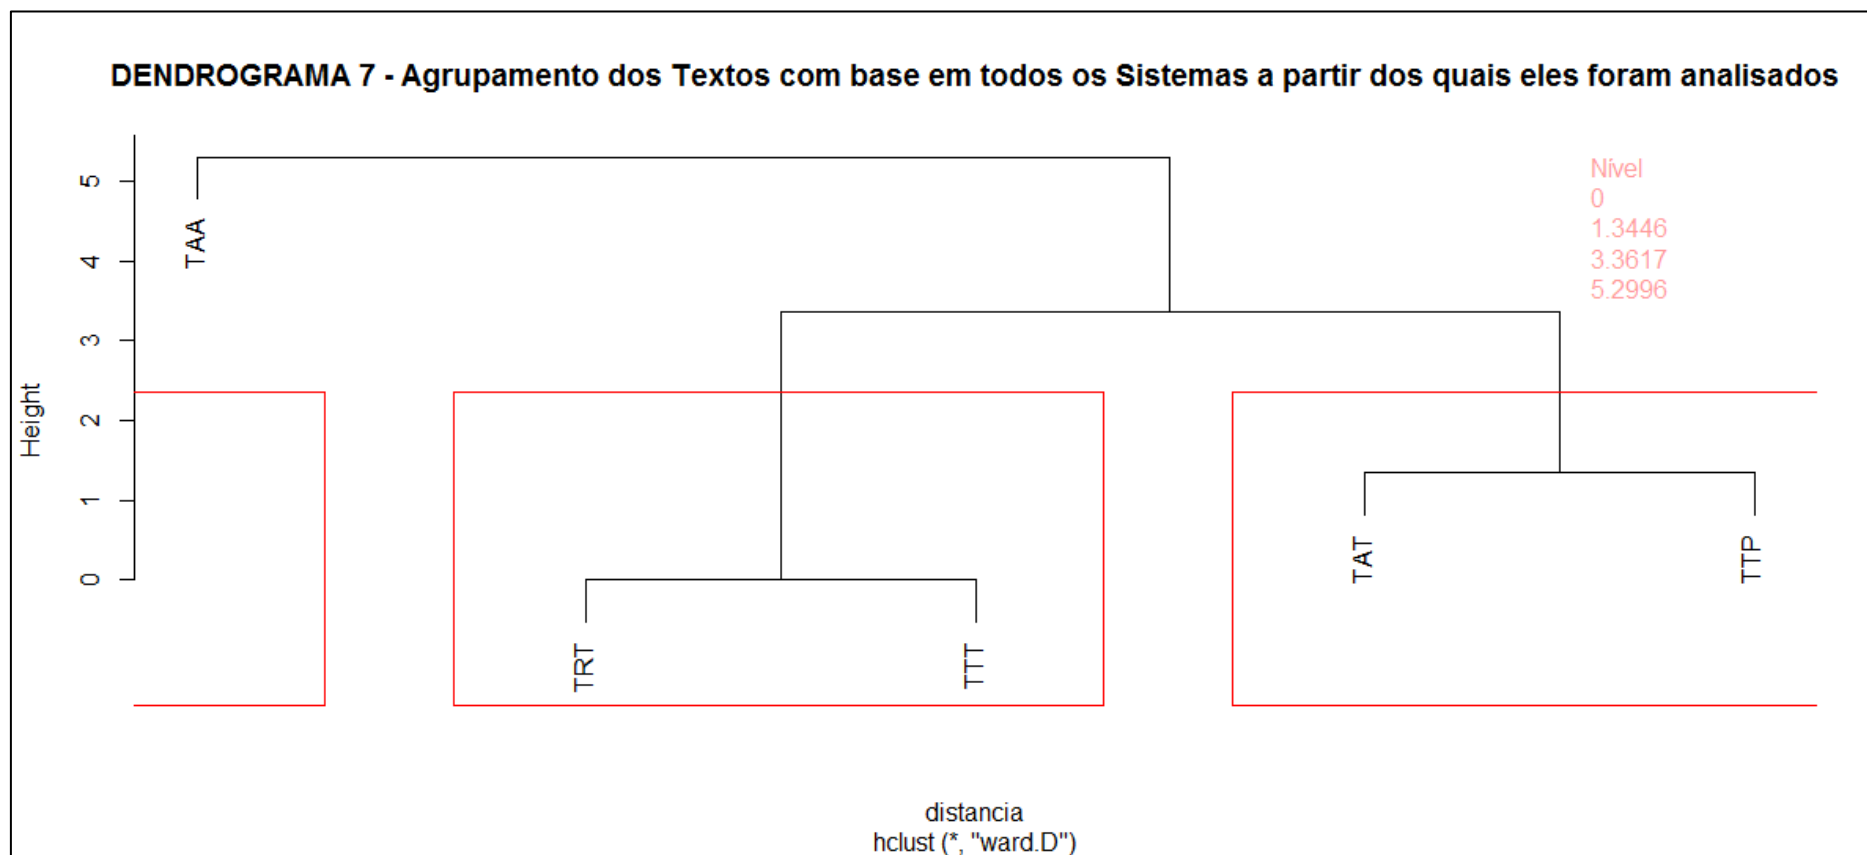 DENDROGRAMA 7 - Agrupamento dos Textos com base em todos os Sistemas a partir dos quais eles foram analisados
Nível
0
1.3446
3.3617
5.2996
Height
5
4
3
2
1
0
TAA
TRT
TTT
TAT
TTP
distancia
hclust (*, "ward.D")